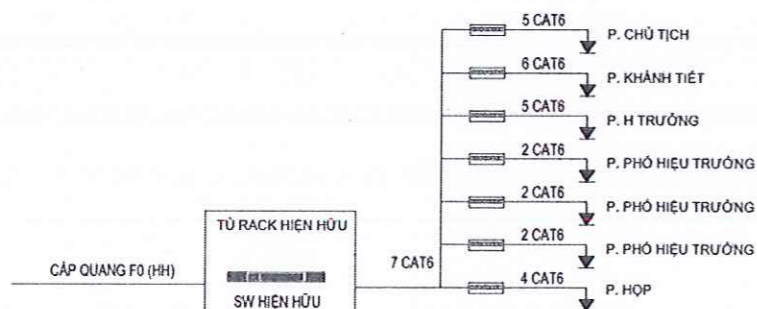 5 CAT6
P. CHỦ TỊCH
6 CAT6
P. KHÁNH TIẾT
5 CAT6
P. H TRƯỞNG
2 CAT6
P. PHÓ HIỆU TRƯỞNG
2 CAT6
P. PHÓ HIỆU TRƯỞNG
2 CAT6
P. PHÓ HIỆU TRƯỞNG
4 CAT6
P. HỌP
TỦ RACK HIỆN HỮU
7 CAT6
CÁP QUANG F0 (HH)
SW HIỆN HỮU